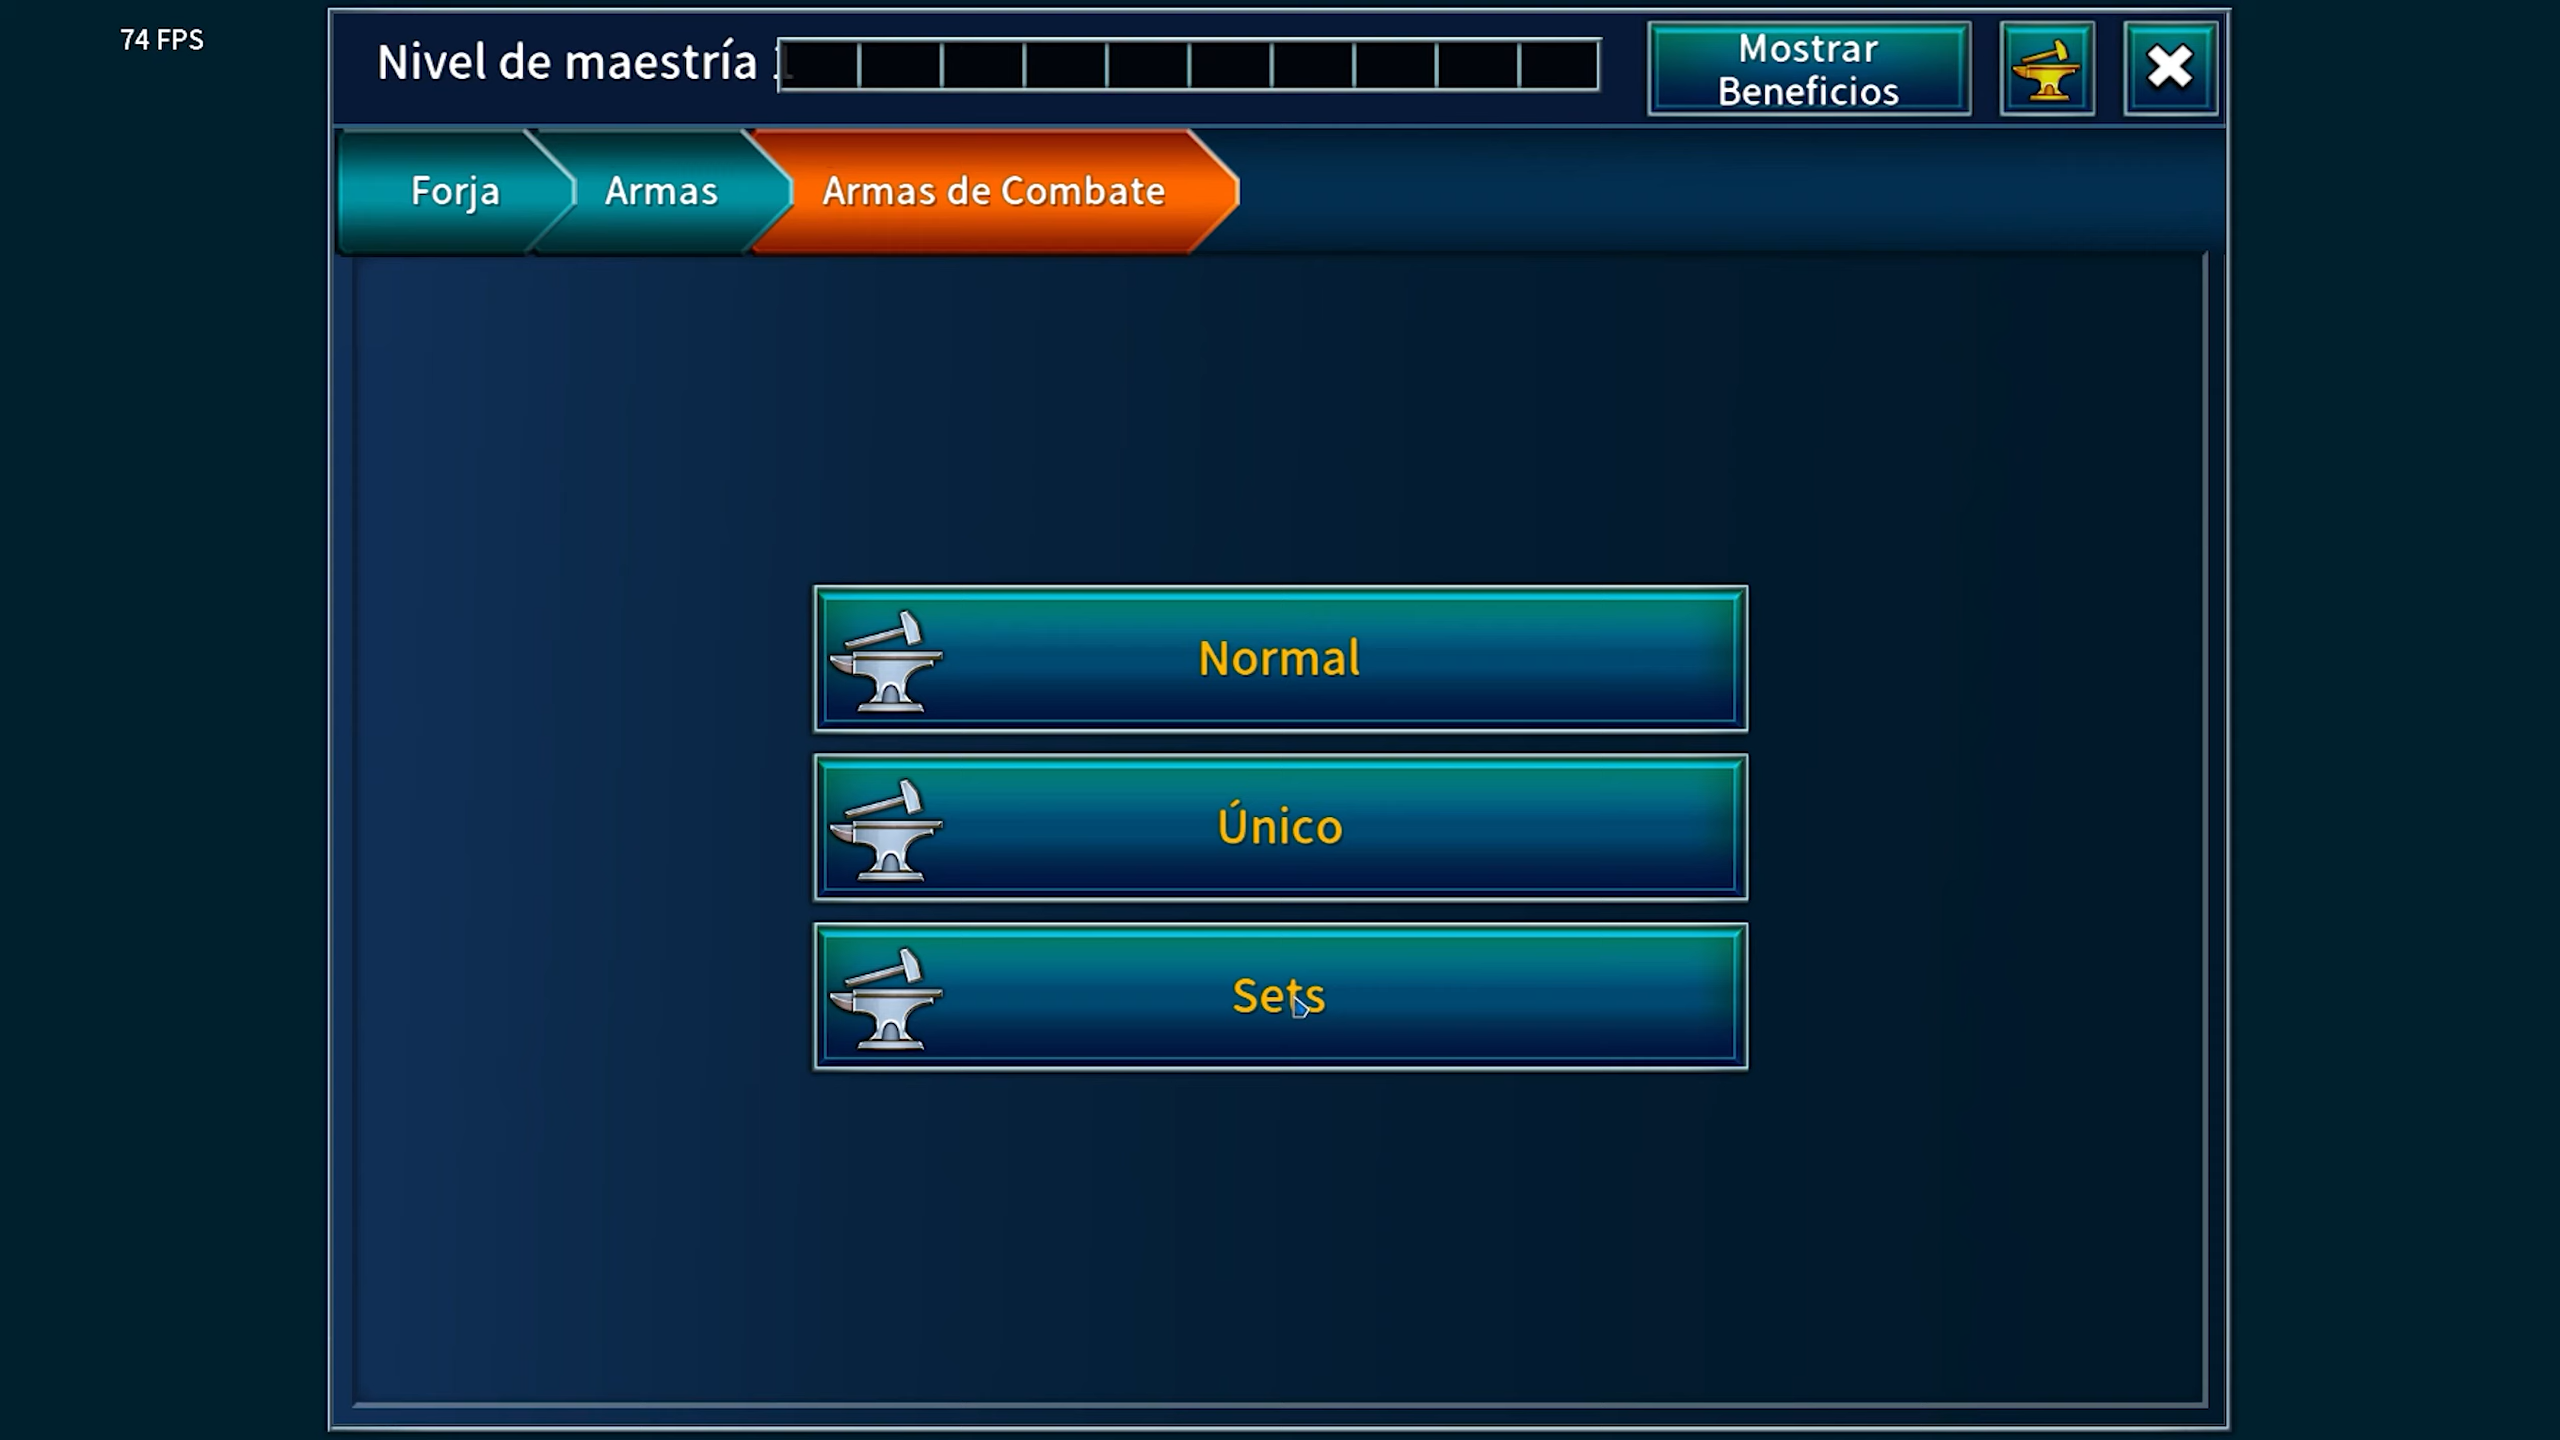 74 FPS
Nivel de maestría
Mostrar
Beneficios
Forja
Armas
Armas de Combate
Normal
Único
Sets